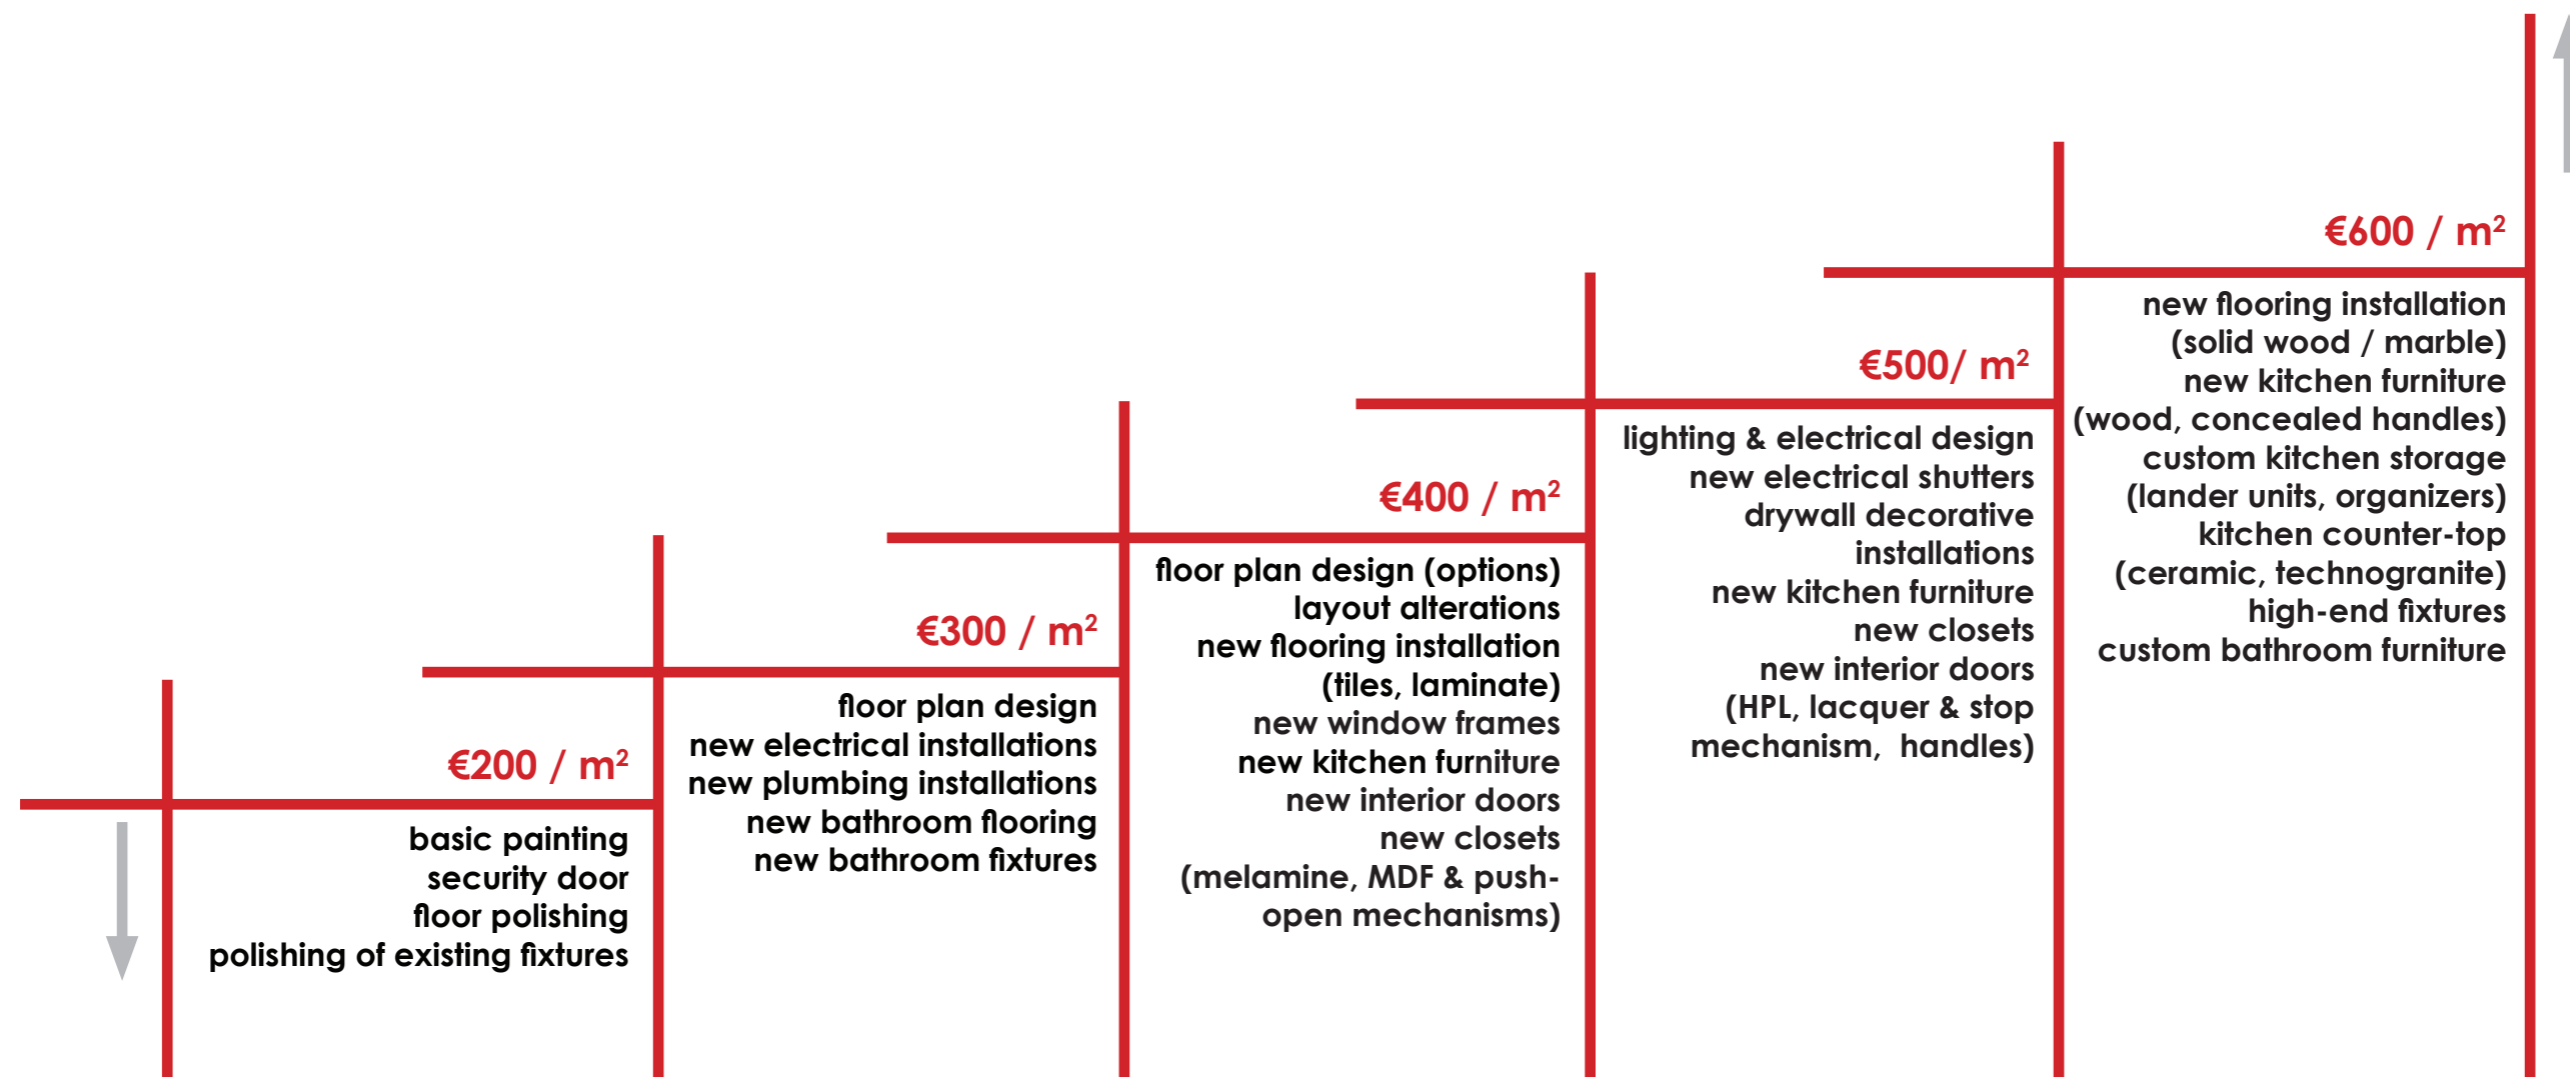 €200 / m²
basic painting
security door
floor polishing
polishing of existing fixtures
€300 / m²
floor plan design
new electrical installations
new plumbing installations
new bathroom flooring
new bathroom fixtures
€400 / m²
floor plan design (options)
layout alterations
new flooring installation
(tiles, laminate)
new window frames
new kitchen furniture
new interior doors
new closets
(melamine, MDF & push-
open mechanisms)
€500/ m²
lighting & electrical design
new electrical shutters
drywall decorative
installations
new kitchen furniture
new closets
new interior doors
(HPL, lacquer & stop
mechanism, handles)
€600 / m²
new flooring installation
(solid wood / marble)
new kitchen furniture
(wood, concealed handles)
custom kitchen storage
(lander units, organizers)
kitchen counter-top
(ceramic, technogranite)
high-end fixtures
custom bathroom furniture